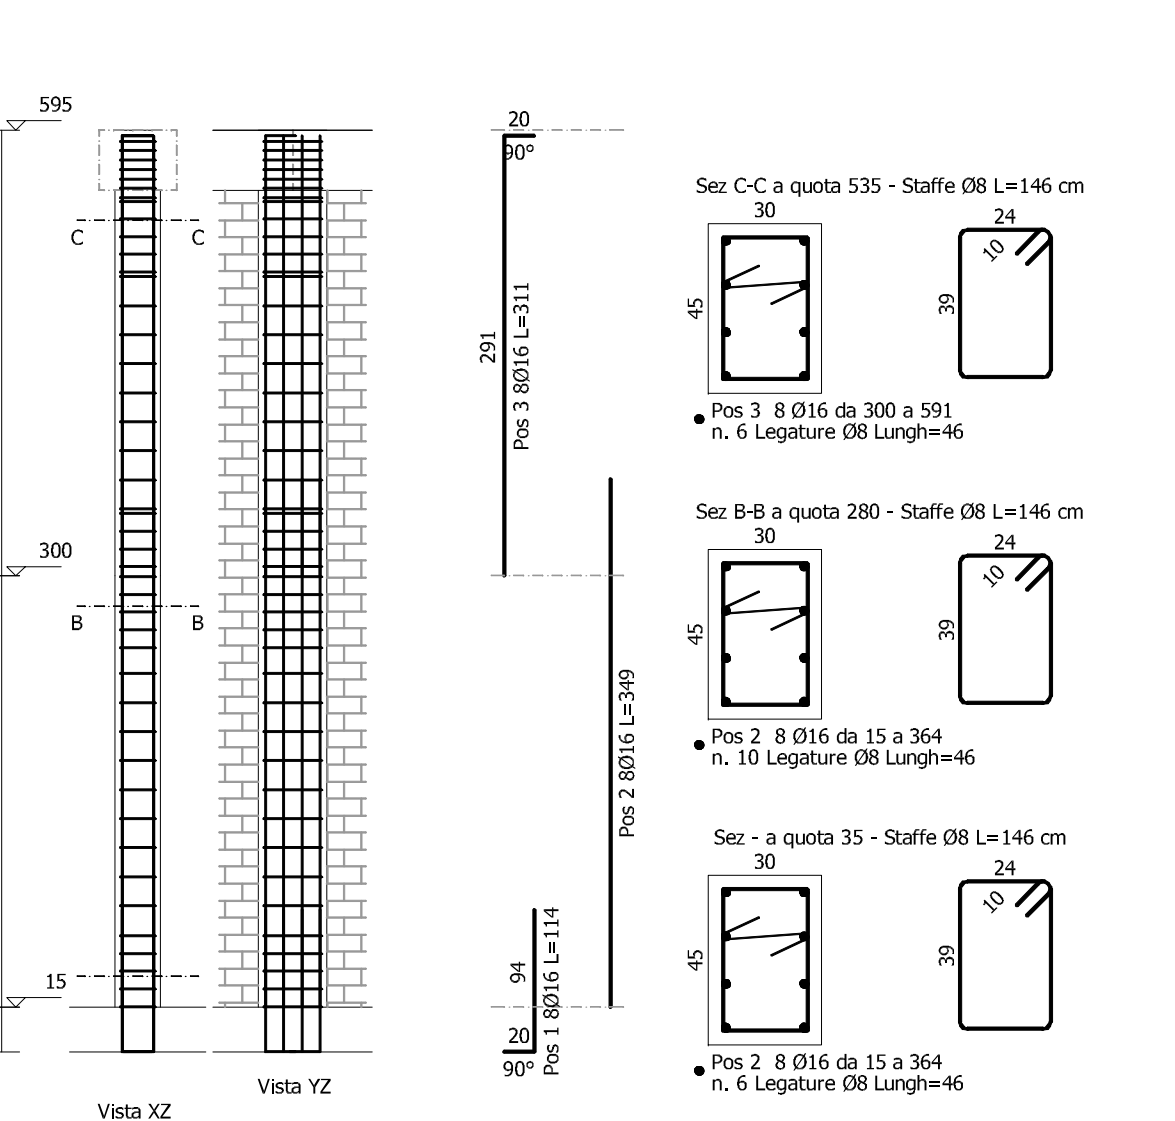 595
C C
300
B B
15
Vista XZ
Vista YZ
20
90°
291
Pos 3 8Ø16 L=311
Pos 2 8Ø16 L=349
94
Pos 1 8Ø16 L=114
20
90°
Sez C-C a quota 535 - Staffe Ø8 L=146 cm
30
24
10
45
39
Pos 3 8 Ø16 da 300 a 591
n. 6 Legature Ø8 Lungh=46
Sez B-B a quota 280 - Staffe Ø8 L=146 cm
30
24
10
45
39
Pos 2 8 Ø16 da 15 a 364
n. 10 Legature Ø8 Lungh=46
Sez - a quota 35 - Staffe Ø8 L=146 cm
30
24
10
45
39
Pos 2 8 Ø16 da 15 a 364
n. 6 Legature Ø8 Lungh=46